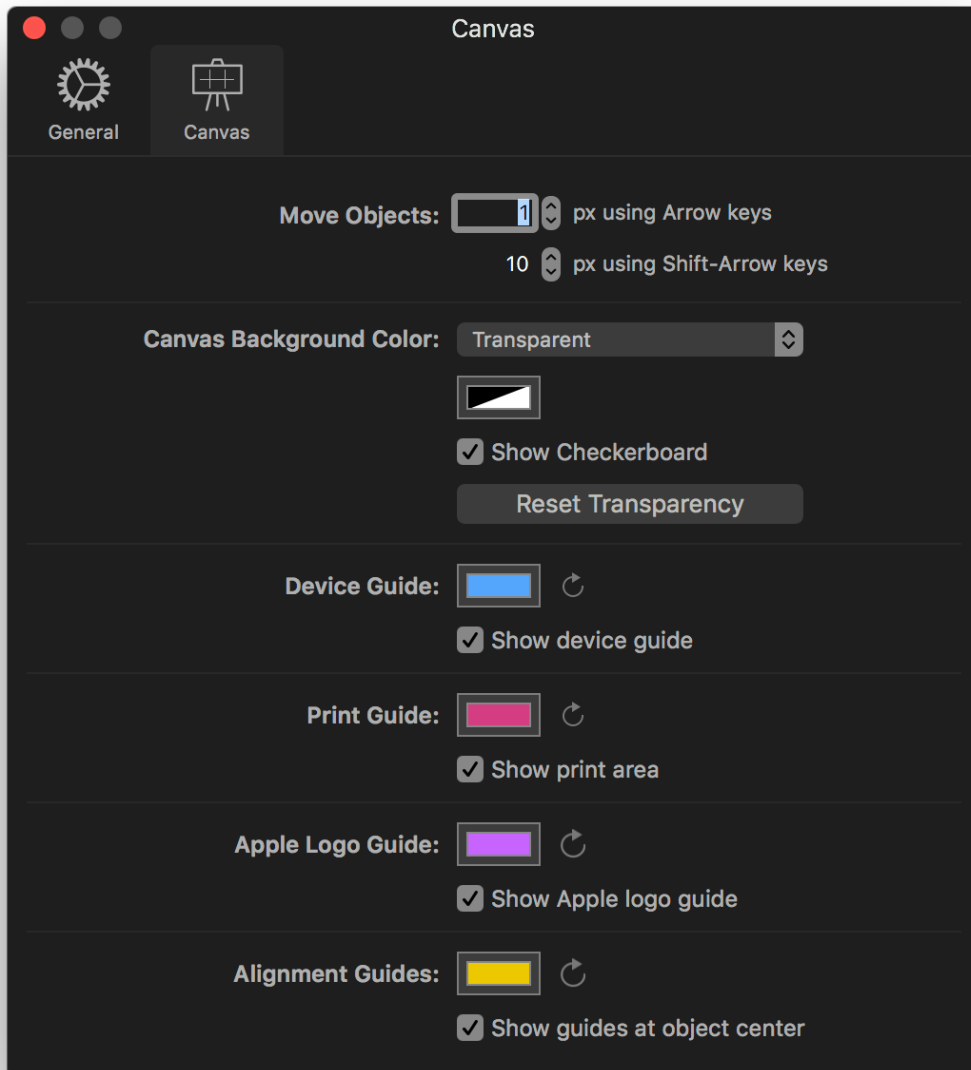 Canvas
General
Canvas
Move Objects: 1 px using Arrow keys
10 px using Shift-Arrow keys
Canvas Background Color: Transparent
Show Checkerboard
Reset Transparency
Device Guide:
Show device guide
Print Guide:
Show print area
Apple Logo Guide:
Show Apple logo guide
Alignment Guides:
Show guides at object center